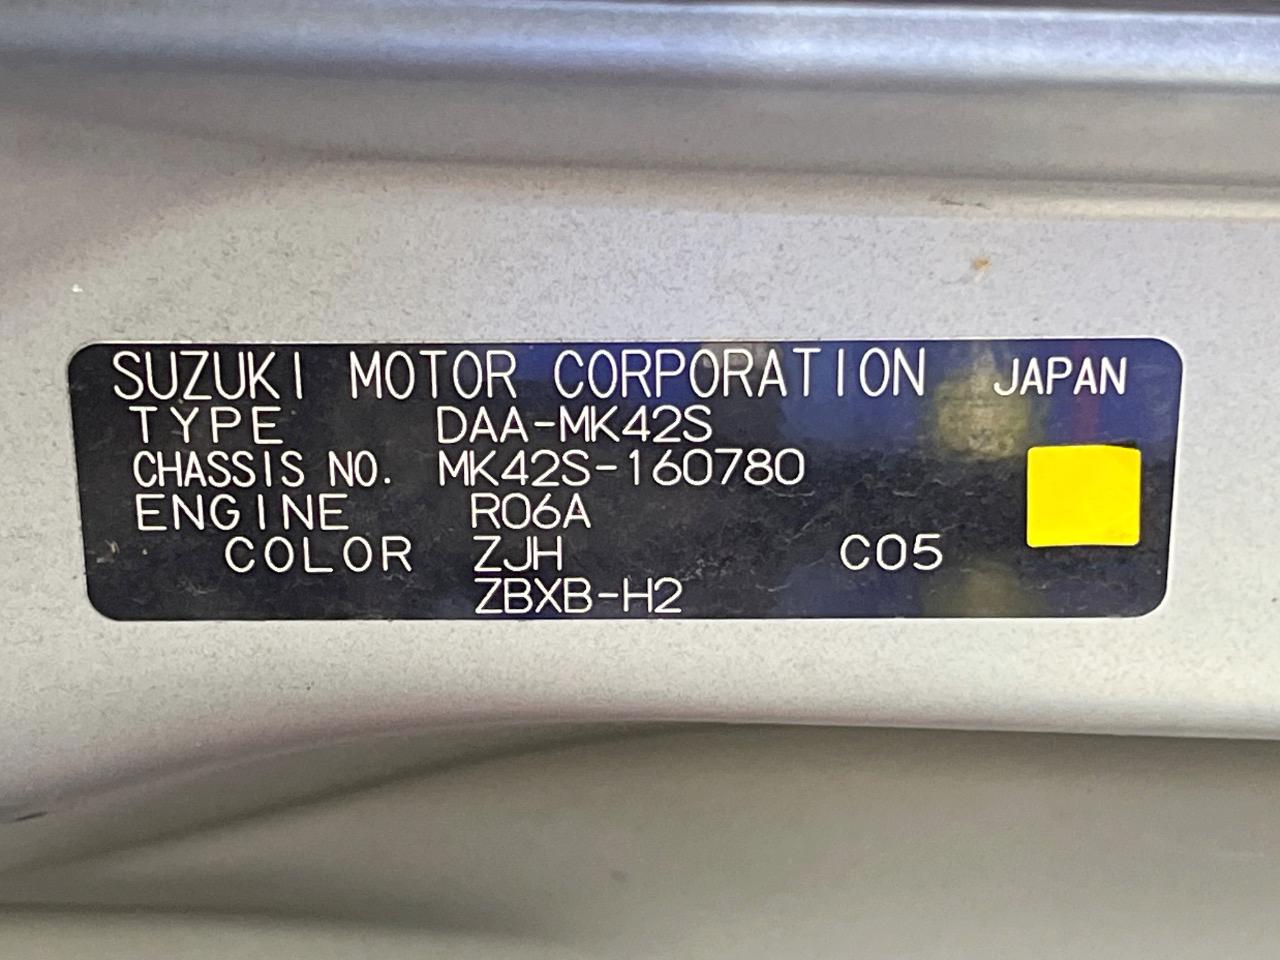 SUZUKI MOTOR CORPORATION JAPAN
TYPE DAA-MK42S
CHASSIS NO. MK42S-160780
ENGINE R06A
COLOR ZJH C05
ZBXB-H2